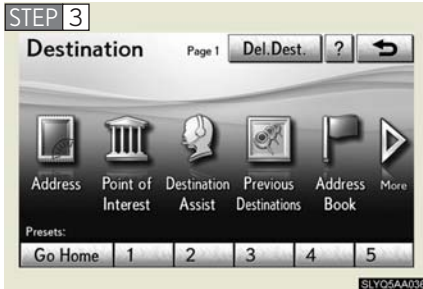 STEP 3
Destination Page 1 Del.Dest. ?
Address Point of Interest Destination Assist Previous Destinations Address Book More
Presets:
Go Home 1 2 3 4 5
SLYQ5AA036